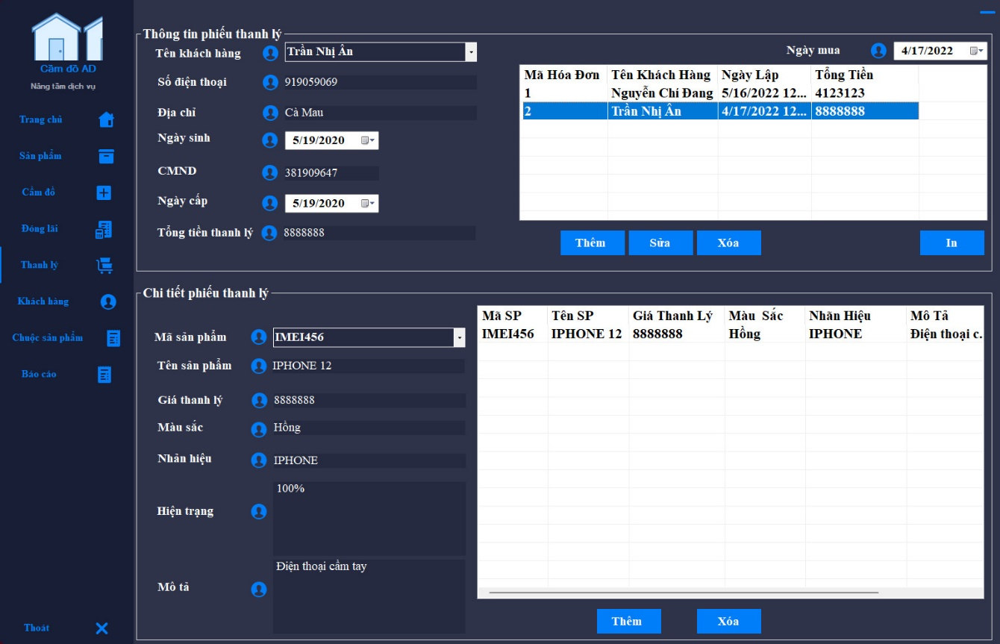 Cầm đồ AD
Nâng tầm dịch vụ
Trang chủ
Sản phẩm
Cầm đồ
Đóng lãi
Thanh lý
Khách hàng
Chuộc sản phẩm
Báo cáo
Thoát
Thông tin phiếu thanh lý
Tên khách hàng Trần Nhị Ân
Số điện thoại 919059069
Địa chỉ Cà Mau
Ngày sinh 5/19/2020
CMND 381909647
Ngày cấp 5/19/2020
Tổng tiền thanh lý 8888888
Ngày mua 4/17/2022
Mã Hóa Đơn Tên Khách Hàng Ngày Lập Tổng Tiền
1 Nguyễn Chí Đang 5/16/2022 12... 4123123
2 Trần Nhị Ân 4/17/2022 12... 8888888
Thêm Sửa Xóa In
Chi tiết phiếu thanh lý
Mã sản phẩm IMEI456
Tên sản phẩm IPHONE 12
Giá thanh lý 8888888
Màu sắc Hồng
Nhãn hiệu IPHONE
Hiện trạng 100%
Mô tả Điện thoại cầm tay
Mã SP Tên SP Giá Thanh Lý Màu Sắc Nhãn Hiệu Mô Tả
IMEI456 IPHONE 12 8888888 Hồng IPHONE Điện thoại c.
Thêm Xóa